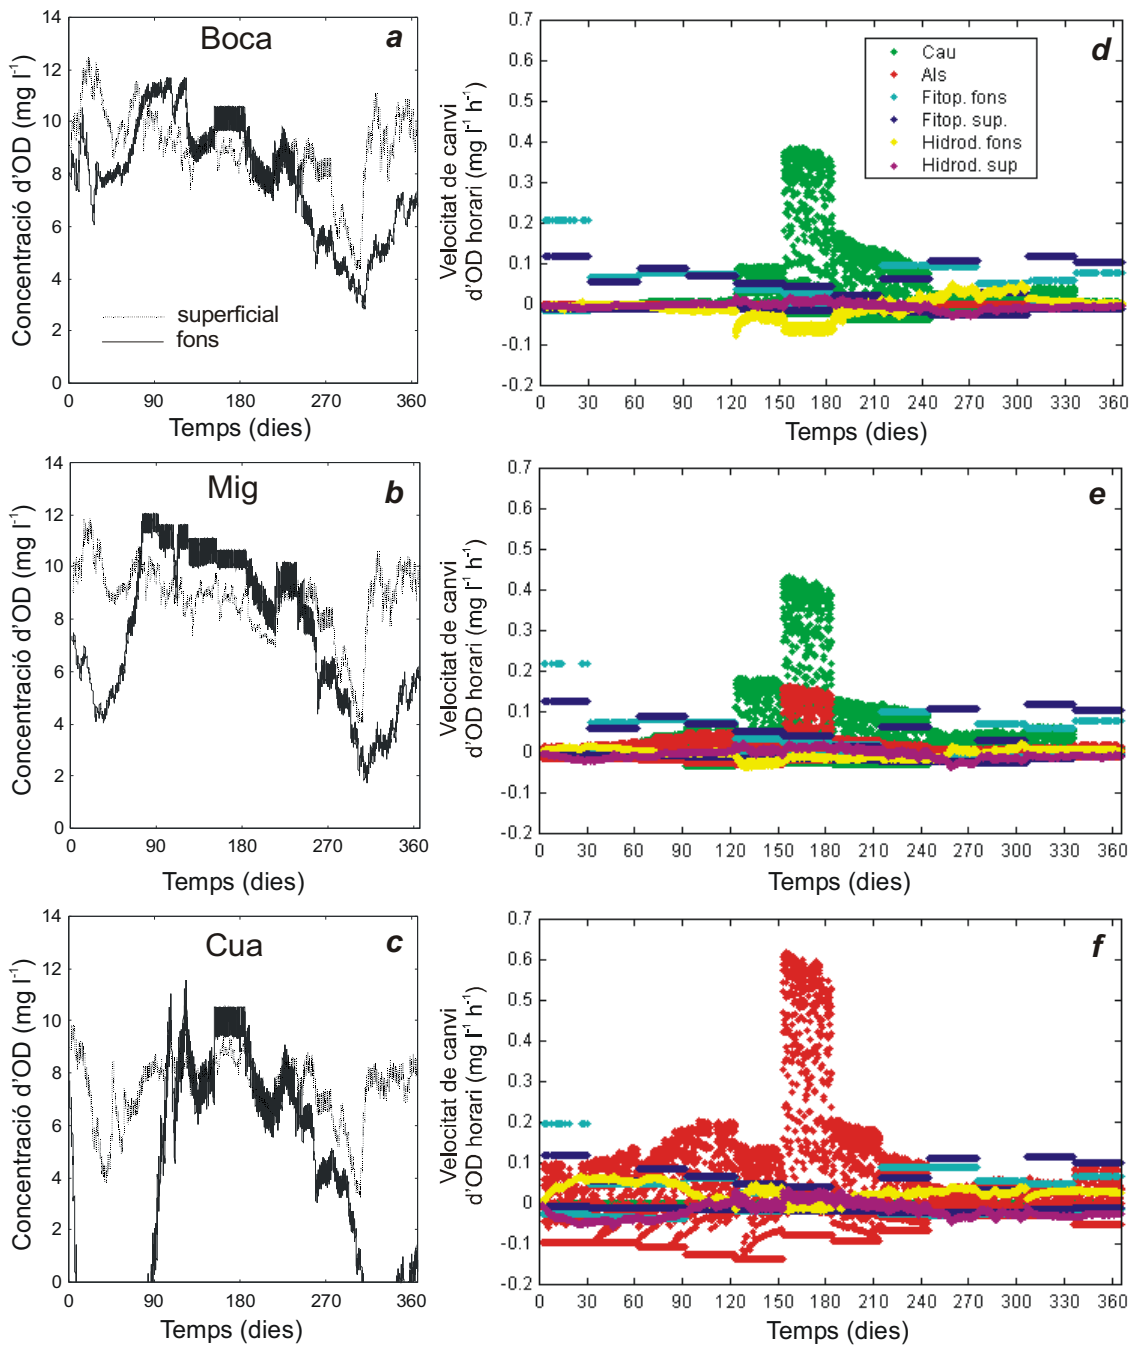 Boca
a
Concentració d'OD (mg l-1)
14
12
10
8
6
4
2
0
superficial
fons
0 90 180 270 360
Temps (dies)
d
Velocitat de canvi
d'OD horari (mg l-1 h-1)
0.7
0.6
0.5
0.4
0.3
0.2
0.1
0
-0.1
-0.2
Cau
Als
Fitop. fons
Fitop. sup.
Hidrod. fons
Hidrod. sup
0 30 60 90 120 150 180 210 240 270 300 330 360
Temps (dies)
Mig
b
Concentració d'OD (mg l-1)
14
12
10
8
6
4
2
0
0 90 180 270 360
Temps (dies)
e
Velocitat de canvi
d'OD horari (mg l-1 h-1)
0.7
0.6
0.5
0.4
0.3
0.2
0.1
0
-0.1
-0.2
0 30 60 90 120 150 180 210 240 270 300 330 360
Temps (dies)
Cua
c
Concentració d'OD (mg l-1)
14
12
10
8
6
4
2
0
0 90 180 270 360
Temps (dies)
f
Velocitat de canvi
d'OD horari (mg l-1 h-1)
0.7
0.6
0.5
0.4
0.3
0.2
0.1
0
-0.1
-0.2
0 30 60 90 120 150 180 210 240 270 300 330 360
Temps (dies)